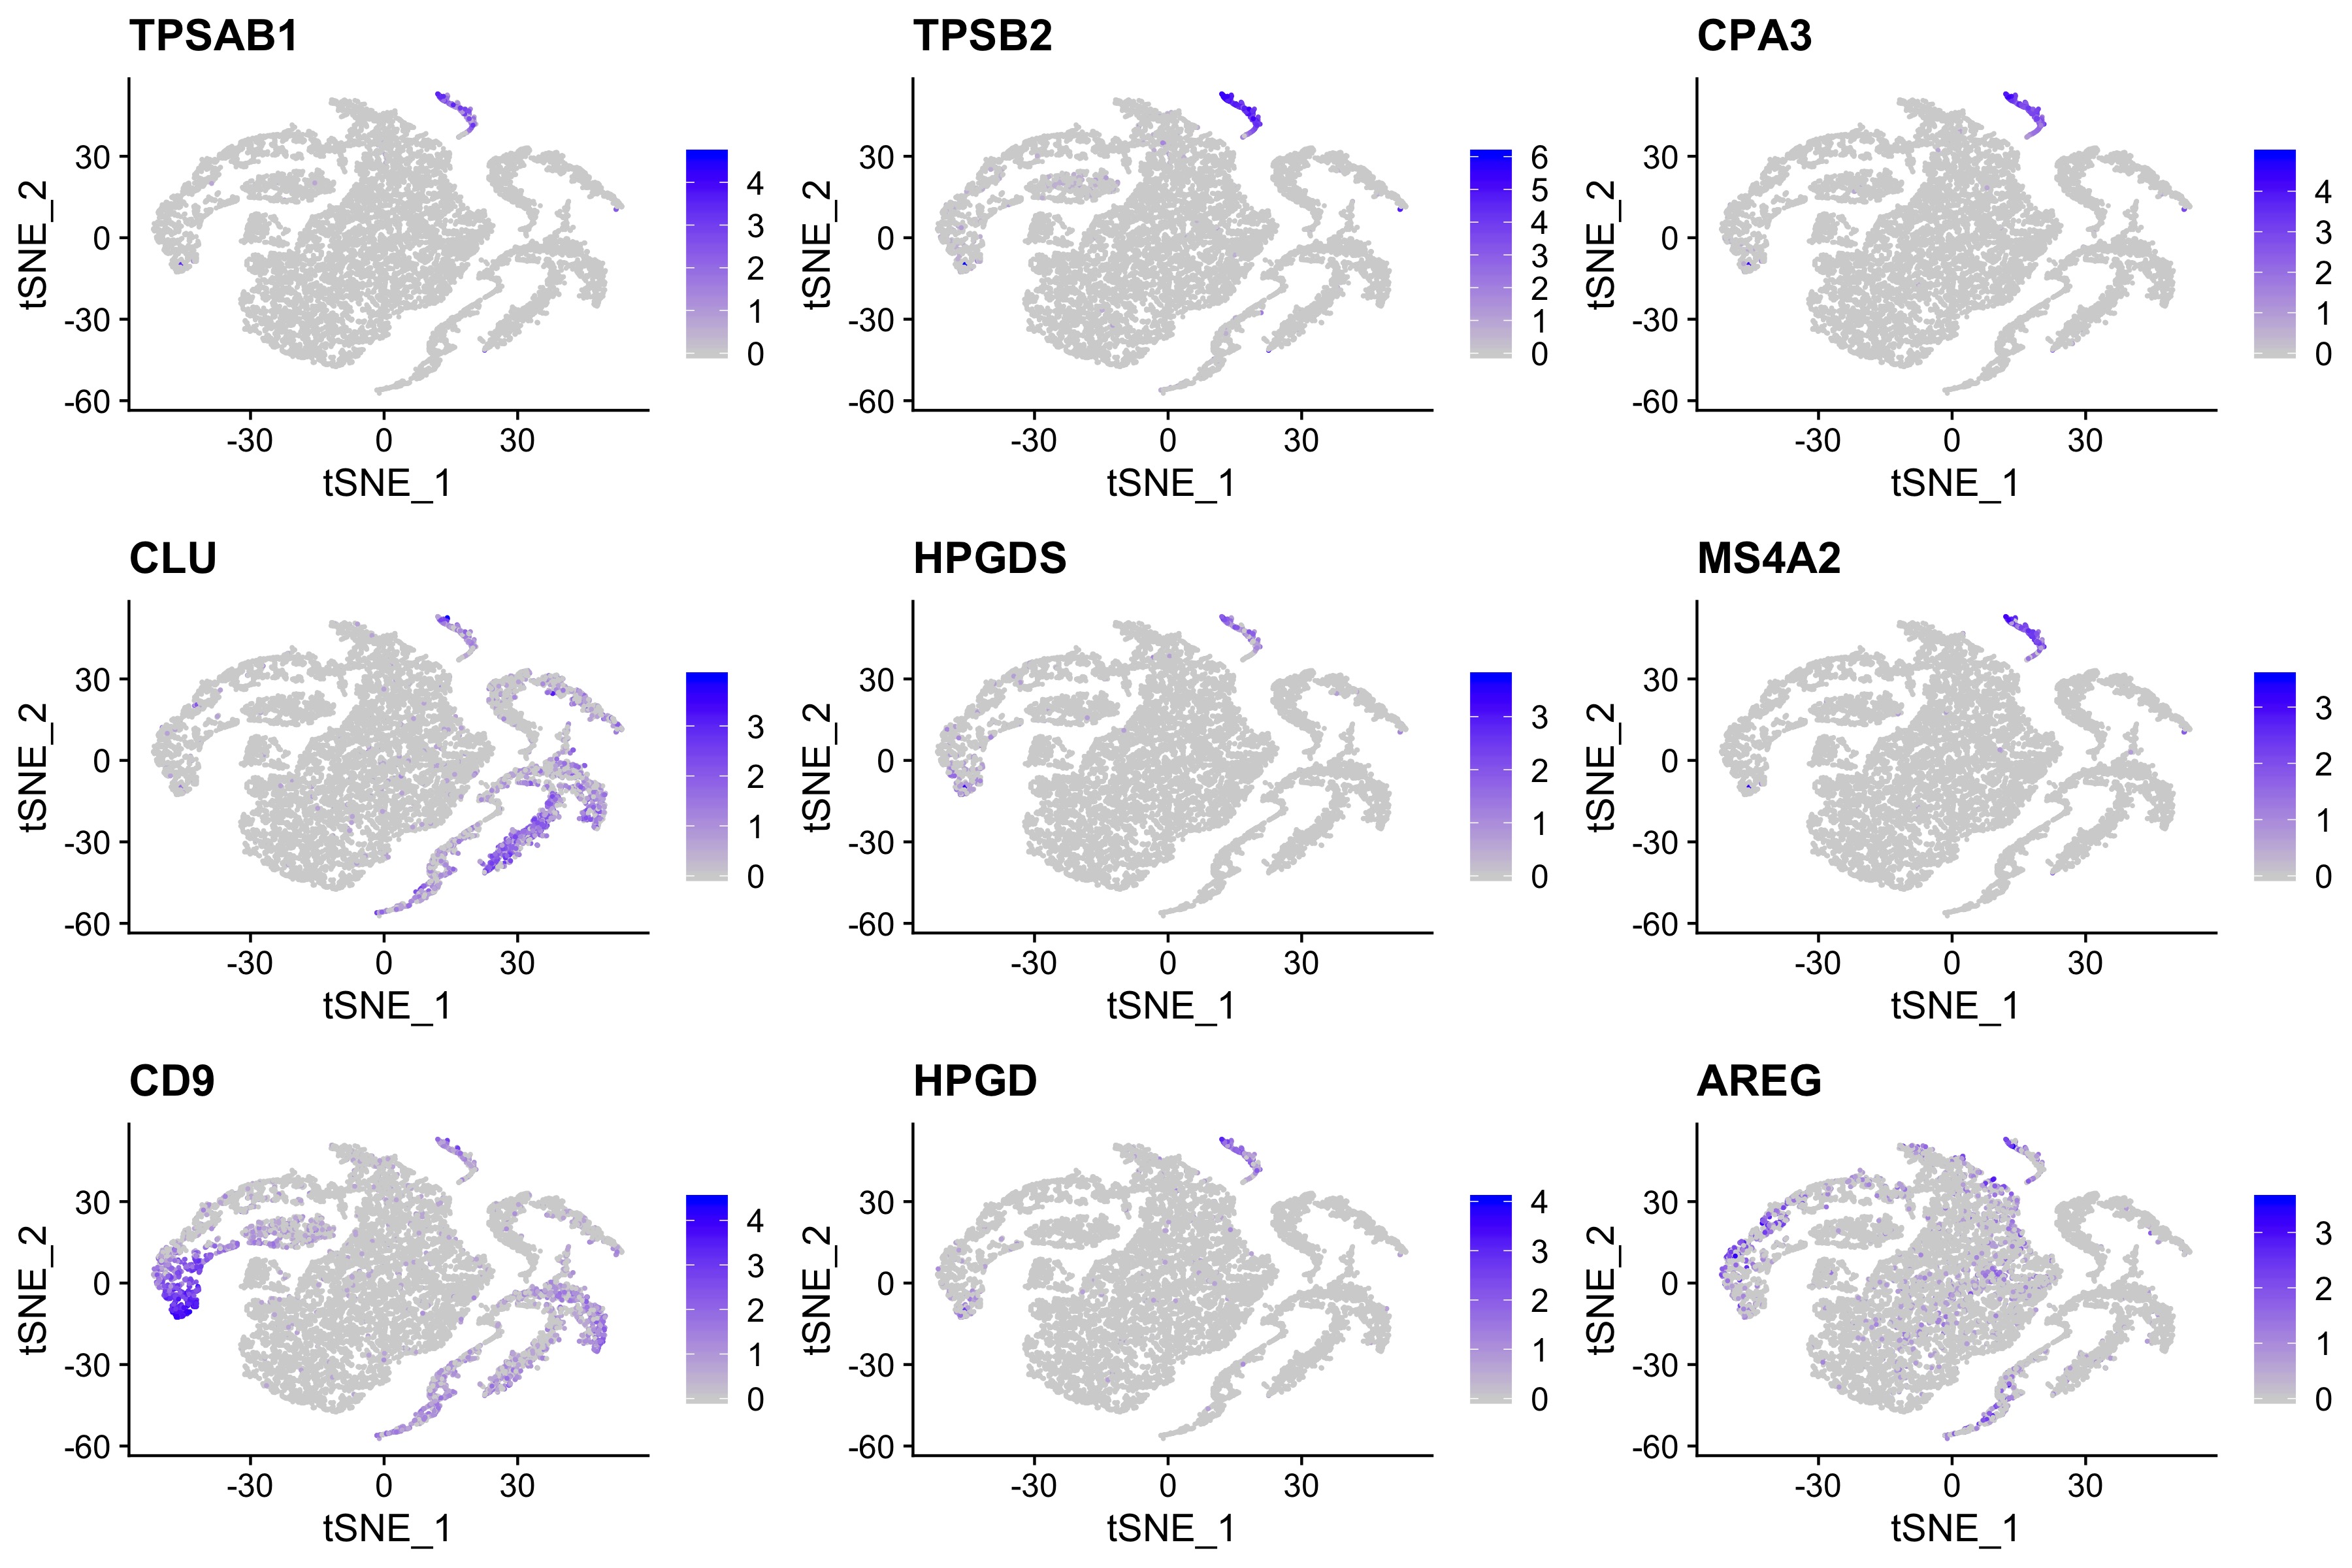 TPSAB1 TPSB2 CPA3
30 4 30 6 30 4
tSNE_2 0 3 tSNE_2 0 5 tSNE_2 0 3
-30 2 -30 4 -30 2
-60 1 -60 3 -60 1
0 2 0
1
0
-30 0 30 -30 0 30 -30 0 30
tSNE_1 tSNE_1 tSNE_1
CLU HPGDS MS4A2
30 3 30 3 30 3
tSNE_2 0 2 tSNE_2 0 2 tSNE_2 0 2
-30 1 -30 1 -30 1
-60 0 -60 0 -60 0
-30 0 30 -30 0 30 -30 0 30
tSNE_1 tSNE_1 tSNE_1
CD9 HPGD AREG
30 4 30 4 30 3
tSNE_2 0 3 tSNE_2 0 3 tSNE_2 0 2
-30 2 -30 2 -30 1
-60 1 -60 1 -60 0
0 0
-30 0 30 -30 0 30 -30 0 30
tSNE_1 tSNE_1 tSNE_1